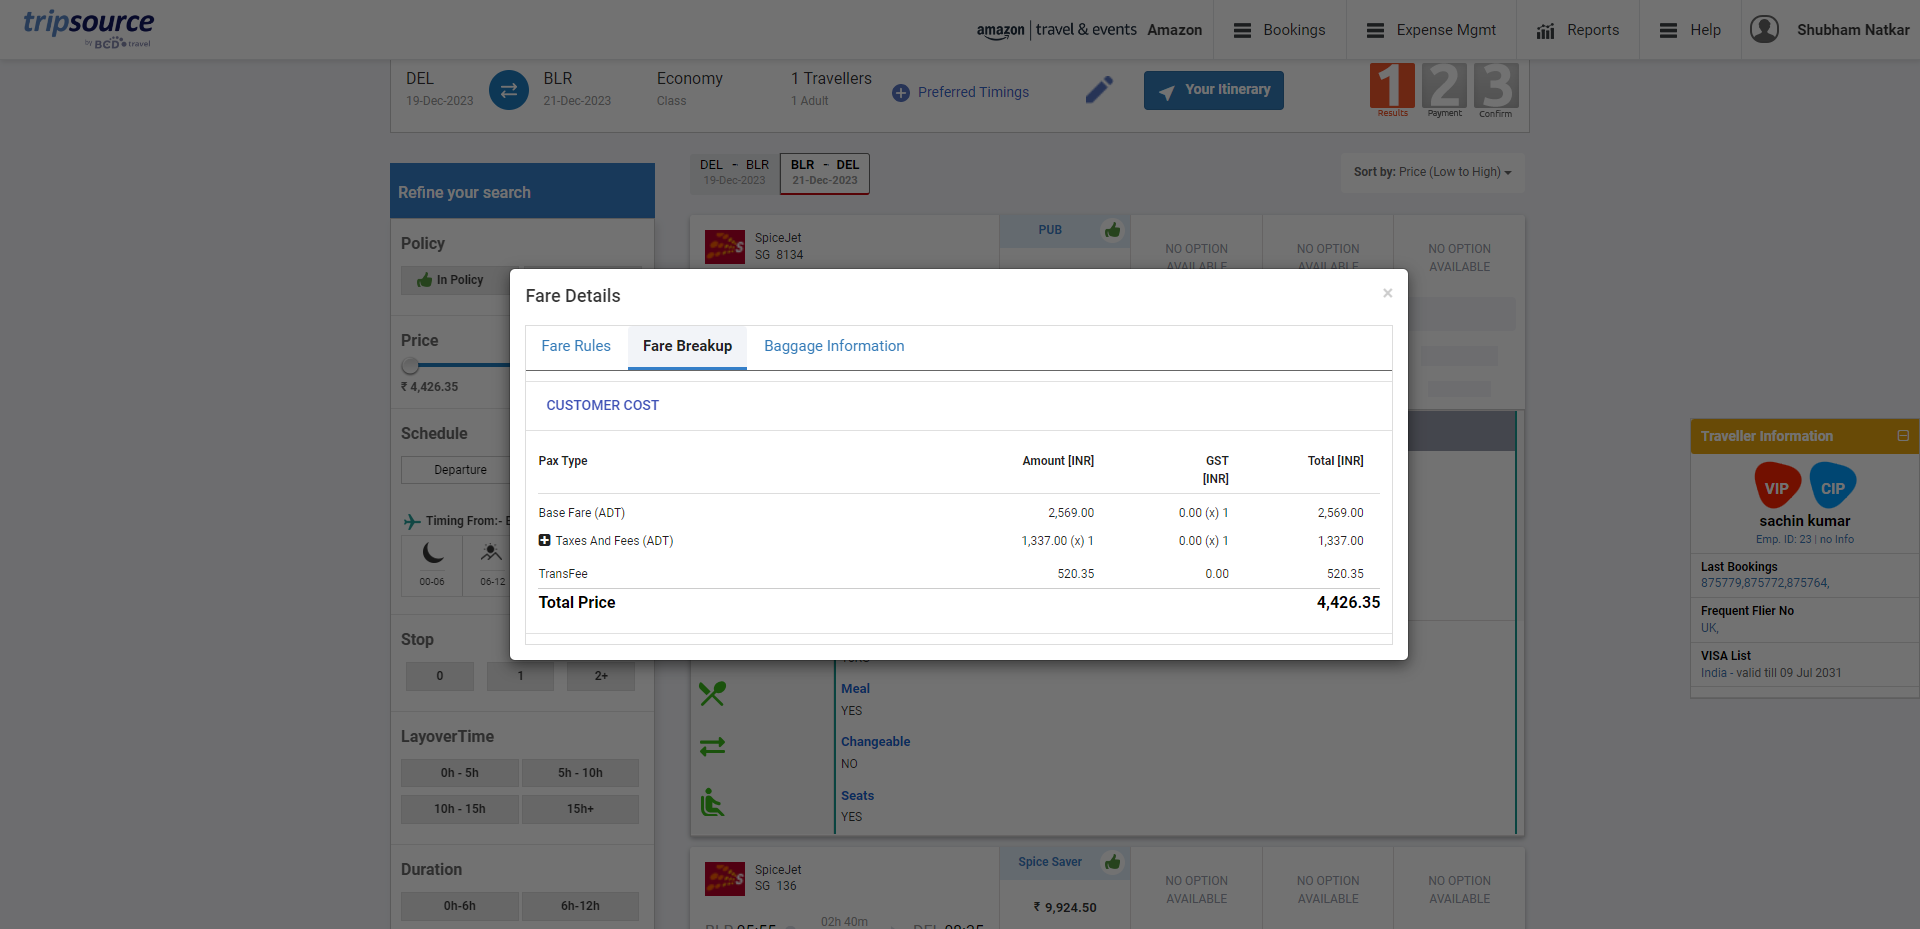 tripsource
by BCD travel
amazon | travel & events Amazon
Bookings
Expense Mgmt
Reports
Help
Shubham Natkar
DEL
19-Dec-2023
BLR
21-Dec-2023
Economy
Class
1 Travellers
1 Adult
Preferred Timings
Your Itinerary
1 Results
2 Payment
3 Confirm
Refine your search
Policy
In Policy
Price
₹ 4,426.35
Schedule
Departure
Timing From:-
00-06
06-12
Stop
0
1
2+
LayoverTime
0h - 5h
5h - 10h
10h - 15h
15h+
Duration
0h-6h
6h-12h
DEL - BLR
19-Dec-2023
BLR - DEL
21-Dec-2023
Sort by: Price (Low to High)
SpiceJet
SG 8134
PUB
NO OPTION
AVAILABLE
NO OPTION
AVAILABLE
NO OPTION
AVAILABLE
Fare Details
×
Fare Rules
Fare Breakup
Baggage Information
CUSTOMER COST
Pax Type Amount [INR] GST [INR] Total [INR]
Base Fare (ADT) 2,569.00 0.00 (x) 1 2,569.00
Taxes And Fees (ADT) 1,337.00 (x) 1 0.00 (x) 1 1,337.00
TransFee 520.35 0.00 520.35
Total Price 4,426.35
Meal
YES
Changeable
NO
Seats
YES
SpiceJet
SG 136
Spice Saver
₹ 9,924.50
NO OPTION
AVAILABLE
NO OPTION
AVAILABLE
NO OPTION
AVAILABLE
02h 40m
Traveller Information
VIP
CIP
sachin kumar
Emp. ID: 23 | no Info
Last Bookings
875779,875772,875764,
Frequent Flier No
UK,
VISA List
India - valid till 09 Jul 2031